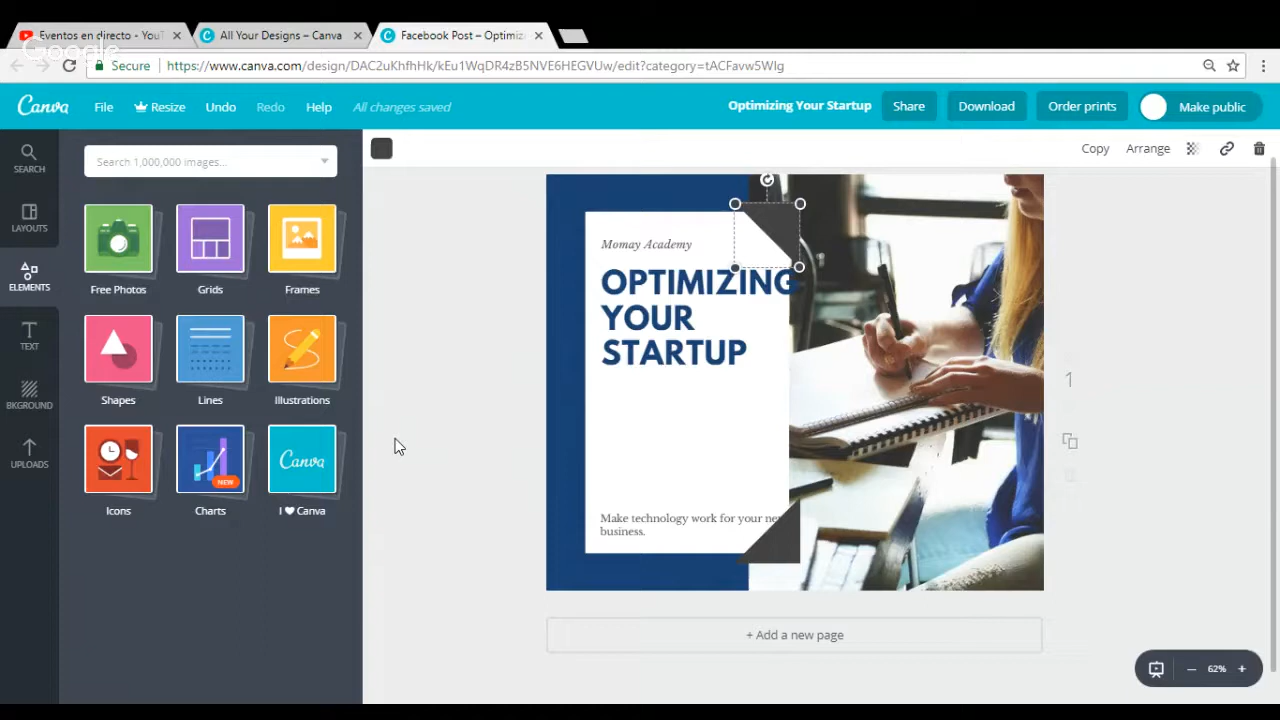 Eventos en directo - YouT
All Your Designs – Canva
Facebook Post – Optimiz
Google
Secure
https://www.canva.com/design/DAC2uKhfhHk/kEu1WqDR4zB5NVE6HEGVUw/edit?category=tACFavw5WIg
Canva
File
Resize
Undo
Redo
Help
All changes saved
Optimizing Your Startup
Share
Download
Order prints
Make public
SEARCH
LAYOUTS
ELEMENTS
TEXT
BKGROUND
UPLOADS
Search 1,000,000 images...
Free Photos
Grids
Frames
Shapes
Lines
Illustrations
NEW
Canva
Icons
Charts
I ♥ Canva
Copy
Arrange
Momay Academy
OPTIMIZING
YOUR
STARTUP
Make technology work for your new
business.
1
+ Add a new page
62%